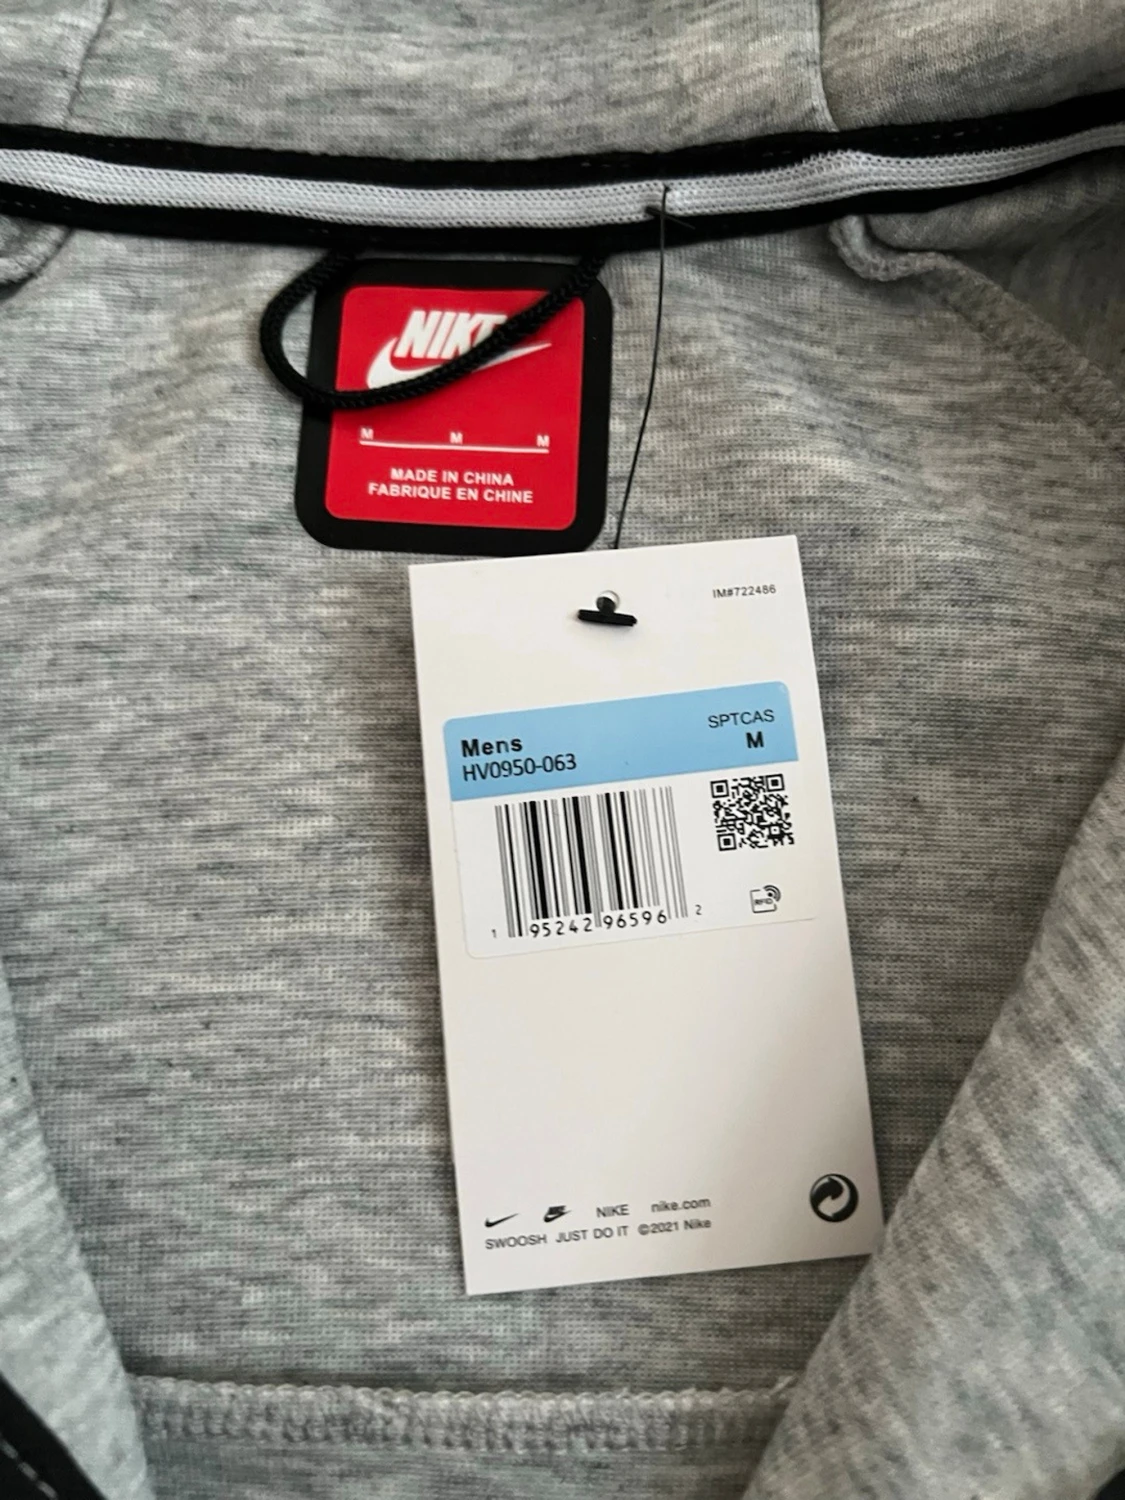 NIKE
M M M
MADE IN CHINA
FABRIQUE EN CHINE
IM#722486
Mens
HV0950-063
SPTCAS
M
1 95242 96596 2
RFID
NIKE nike.com
SWOOSH JUST DO IT ©2021 Nike